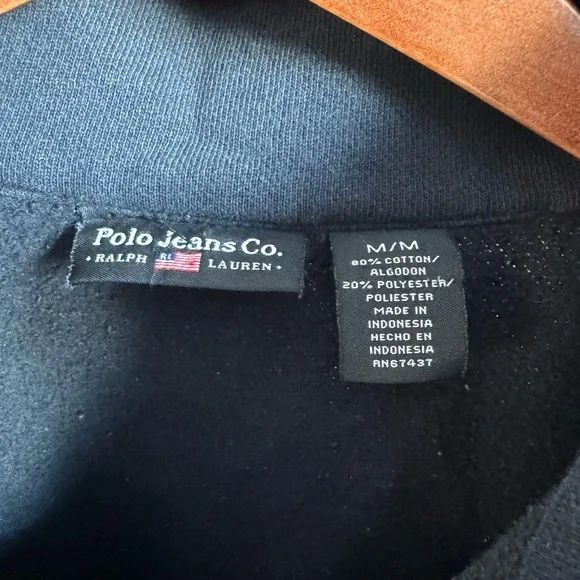 Polo Jeans Co.
• RALPH RL LAUREN •
M/M
80% COTTON/
ALGODON
20% POLYESTER/
POLIESTER
MADE IN
INDONESIA
HECHO EN
INDONESIA
RN67437